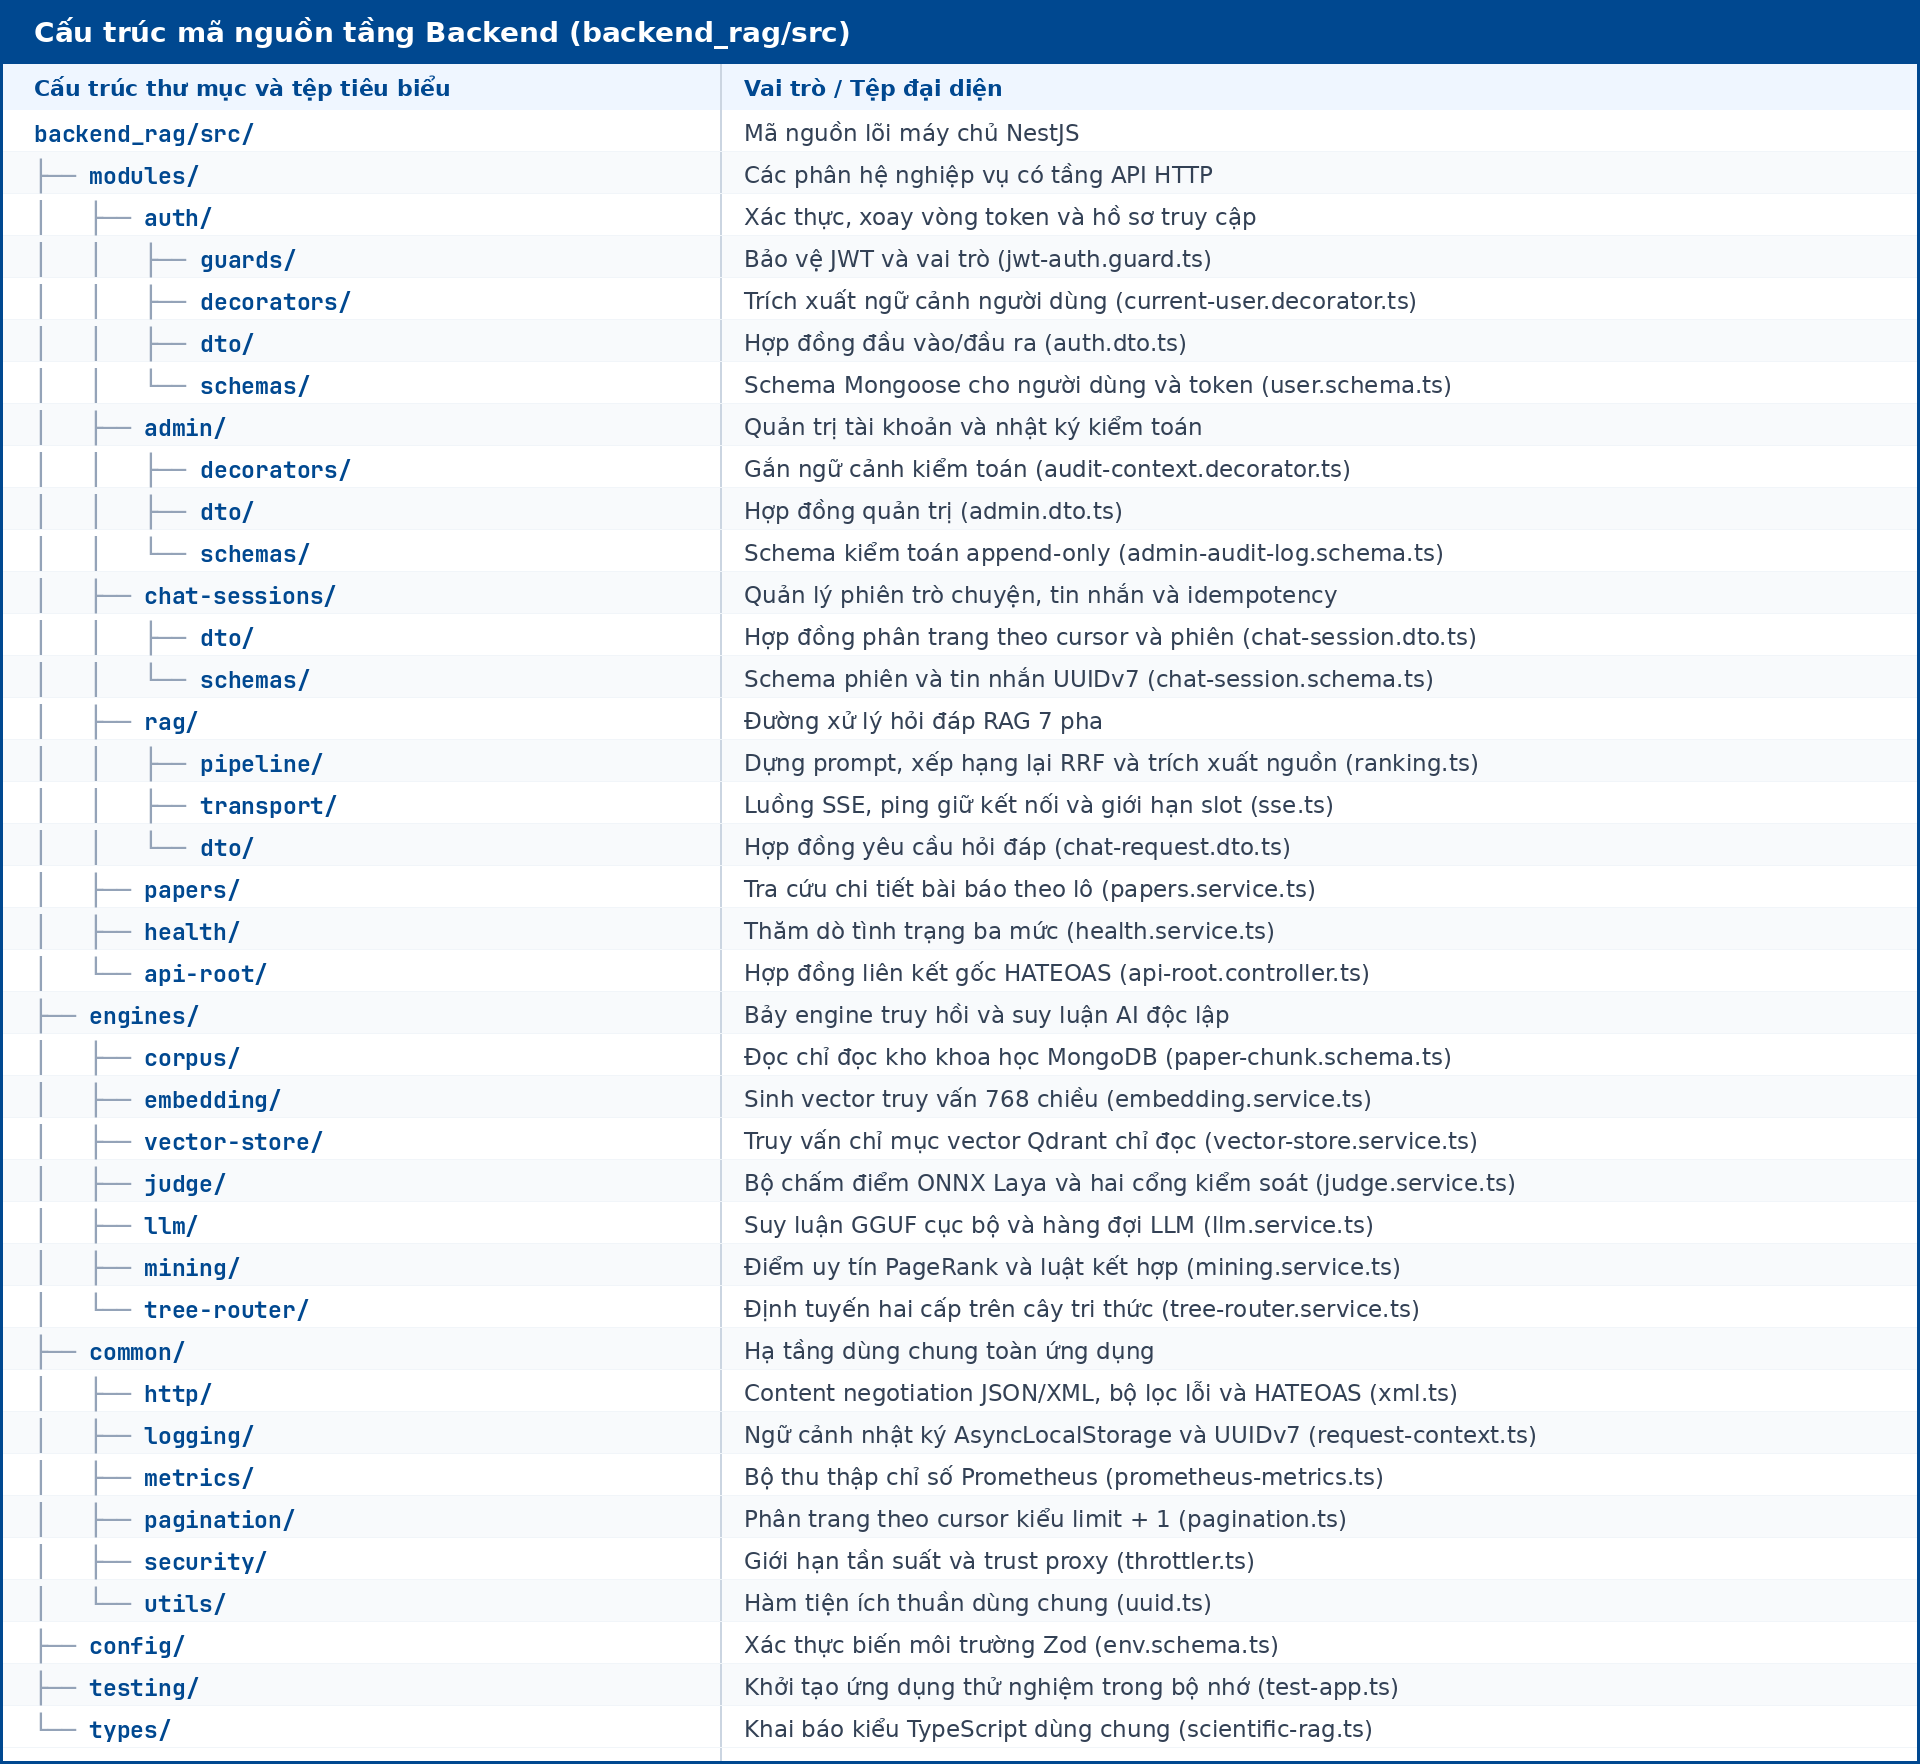 Cấu trúc mã nguồn tầng Backend (backend_rag/src)
Cấu trúc thư mục và tệp tiêu biểu	Vai trò / Tệp đại diện
backend_rag/src/	Mã nguồn lõi máy chủ NestJS
├── modules/	Các phân hệ nghiệp vụ có tầng API HTTP
│   ├── auth/	Xác thực, xoay vòng token và hồ sơ truy cập
│   │   ├── guards/	Bảo vệ JWT và vai trò (jwt-auth.guard.ts)
│   │   ├── decorators/	Trích xuất ngữ cảnh người dùng (current-user.decorator.ts)
│   │   ├── dto/	Hợp đồng đầu vào/đầu ra (auth.dto.ts)
│   │   └── schemas/	Schema Mongoose cho người dùng và token (user.schema.ts)
│   ├── admin/	Quản trị tài khoản và nhật ký kiểm toán
│   │   ├── decorators/	Gắn ngữ cảnh kiểm toán (audit-context.decorator.ts)
│   │   ├── dto/	Hợp đồng quản trị (admin.dto.ts)
│   │   └── schemas/	Schema kiểm toán append-only (admin-audit-log.schema.ts)
│   ├── chat-sessions/	Quản lý phiên trò chuyện, tin nhắn và idempotency
│   │   ├── dto/	Hợp đồng phân trang theo cursor và phiên (chat-session.dto.ts)
│   │   └── schemas/	Schema phiên và tin nhắn UUIDv7 (chat-session.schema.ts)
│   ├── rag/	Đường xử lý hỏi đáp RAG 7 pha
│   │   ├── pipeline/	Dựng prompt, xếp hạng lại RRF và trích xuất nguồn (ranking.ts)
│   │   ├── transport/	Luồng SSE, ping giữ kết nối và giới hạn slot (sse.ts)
│   │   └── dto/	Hợp đồng yêu cầu hỏi đáp (chat-request.dto.ts)
│   ├── papers/	Tra cứu chi tiết bài báo theo lô (papers.service.ts)
│   ├── health/	Thăm dò tình trạng ba mức (health.service.ts)
│   └── api-root/	Hợp đồng liên kết gốc HATEOAS (api-root.controller.ts)
├── engines/	Bảy engine truy hồi và suy luận AI độc lập
│   ├── corpus/	Đọc chỉ đọc kho khoa học MongoDB (paper-chunk.schema.ts)
│   ├── embedding/	Sinh vector truy vấn 768 chiều (embedding.service.ts)
│   ├── vector-store/	Truy vấn chỉ mục vector Qdrant chỉ đọc (vector-store.service.ts)
│   ├── judge/	Bộ chấm điểm ONNX Laya và hai cổng kiểm soát (judge.service.ts)
│   ├── llm/	Suy luận GGUF cục bộ và hàng đợi LLM (llm.service.ts)
│   ├── mining/	Điểm uy tín PageRank và luật kết hợp (mining.service.ts)
│   └── tree-router/	Định tuyến hai cấp trên cây tri thức (tree-router.service.ts)
├── common/	Hạ tầng dùng chung toàn ứng dụng
│   ├── http/	Content negotiation JSON/XML, bộ lọc lỗi và HATEOAS (xml.ts)
│   ├── logging/	Ngữ cảnh nhật ký AsyncLocalStorage và UUIDv7 (request-context.ts)
│   ├── metrics/	Bộ thu thập chỉ số Prometheus (prometheus-metrics.ts)
│   ├── pagination/	Phân trang theo cursor kiểu limit + 1 (pagination.ts)
│   ├── security/	Giới hạn tần suất và trust proxy (throttler.ts)
│   └── utils/	Hàm tiện ích thuần dùng chung (uuid.ts)
├── config/	Xác thực biến môi trường Zod (env.schema.ts)
├── testing/	Khởi tạo ứng dụng thử nghiệm trong bộ nhớ (test-app.ts)
└── types/	Khai báo kiểu TypeScript dùng chung (scientific-rag.ts)